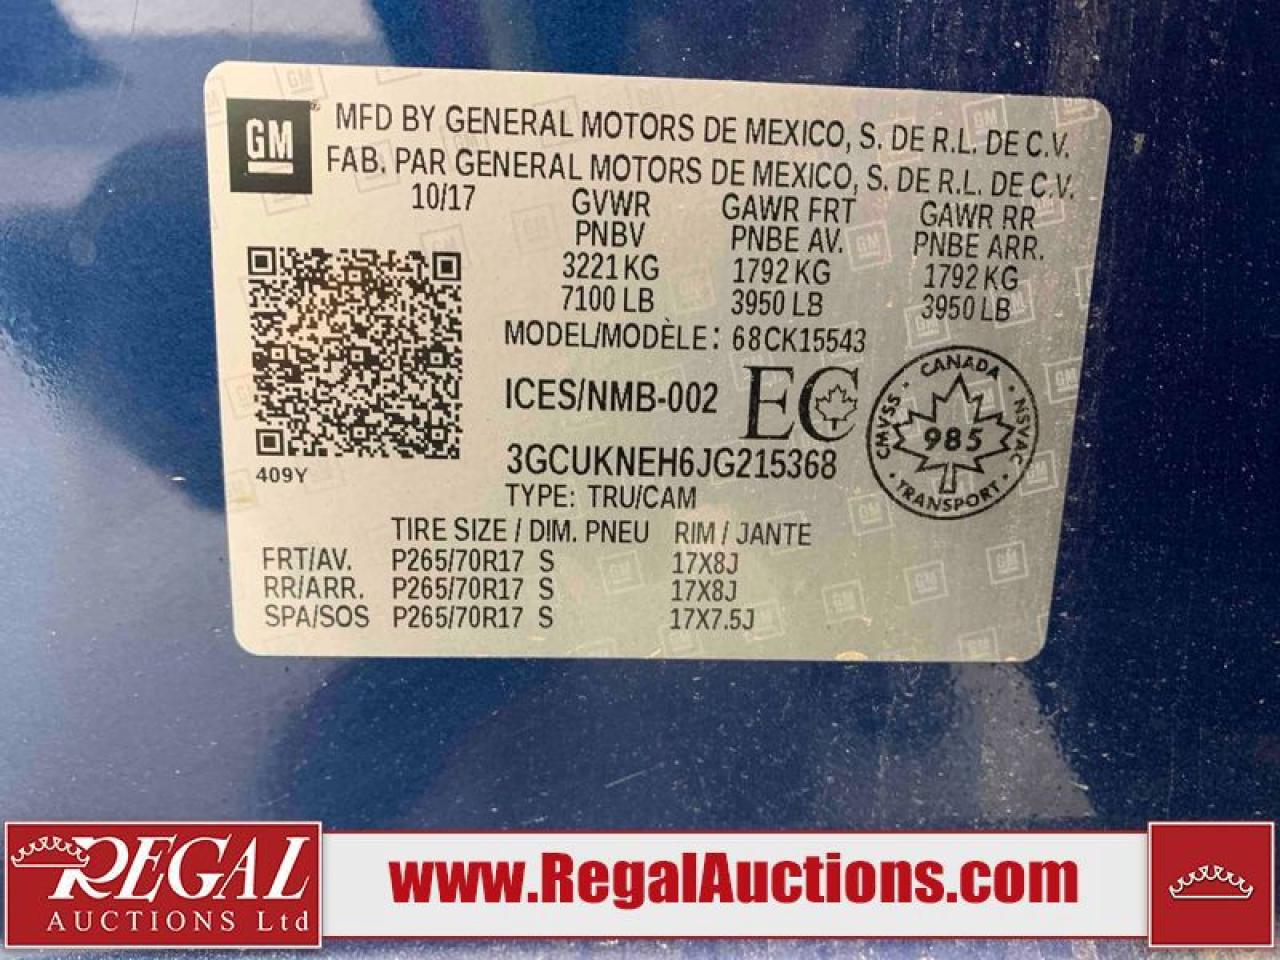 GM®
MFD BY GENERAL MOTORS DE MEXICO, S. DE R.L. DE C.V.
FAB. PAR GENERAL MOTORS DE MEXICO, S. DE R.L. DE C.V.
10/17 GVWR GAWR FRT GAWR RR
PNBV PNBE AV. PNBE ARR.
3221 KG 1792 KG 1792 KG
7100 LB 3950 LB 3950 LB
MODEL/MODÈLE: 68CK15543
ICES/NMB-002 EC
CANADA
CMVSS 985 NSVAC
TRANSPORT
3GCUKNEH6JG215368
409Y
TYPE: TRU/CAM
TIRE SIZE / DIM. PNEU RIM / JANTE
FRT/AV. P265/70R17 S 17X8J
RR/ARR. P265/70R17 S 17X8J
SPA/SOS P265/70R17 S 17X7.5J
REGAL
AUCTIONS Ltd
www.RegalAuctions.com